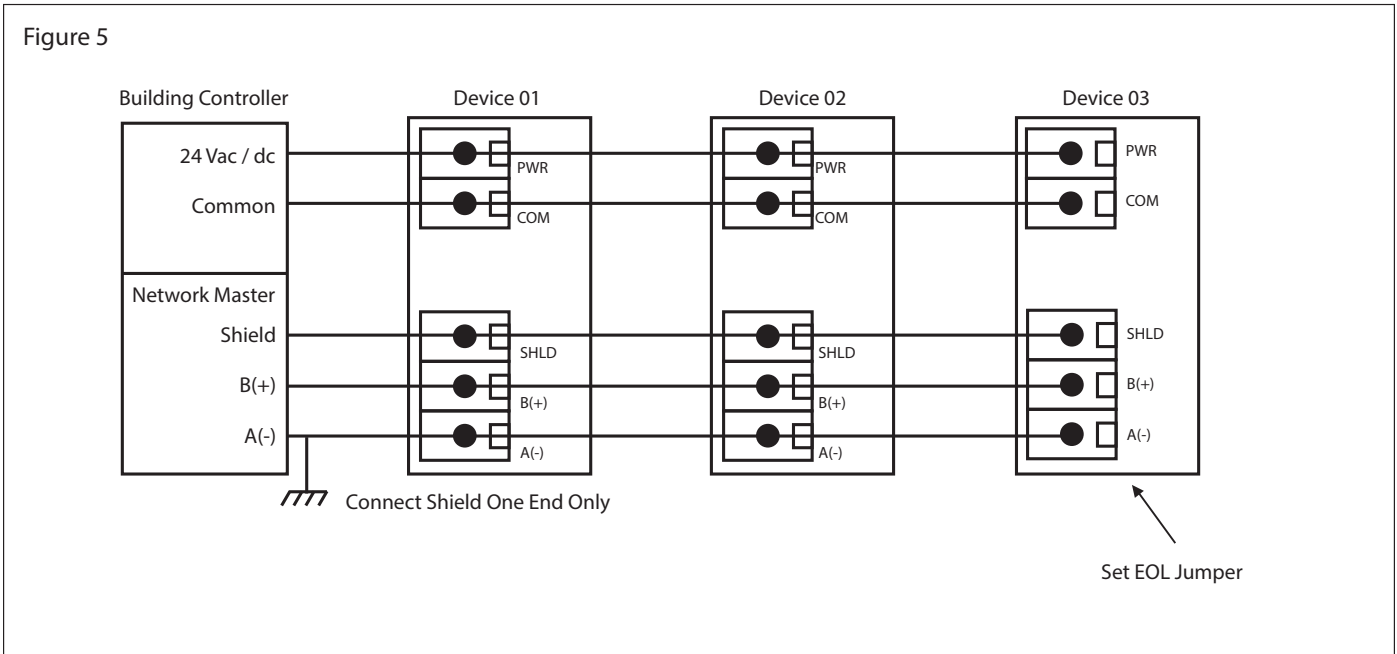 Figure 5
Building Controller
Device 01
Device 02
Device 03
24 Vac / dc
PWR
PWR
PWR
Common
COM
COM
COM
Network Master
Shield
SHLD
SHLD
SHLD
B(+)
B(+)
B(+)
B(+)
A(-)
A(-)
A(-)
A(-)
Connect Shield One End Only
Set EOL Jumper